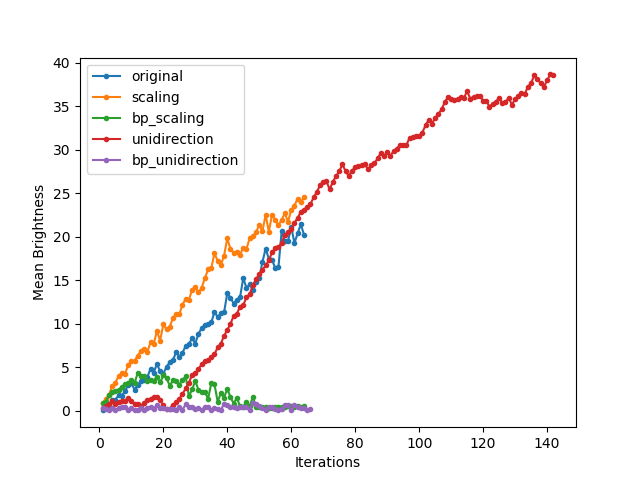 original
scaling
bp_scaling
unidirection
bp_unidirection
Mean Brightness
40
35
30
25
20
15
10
5
0
0 20 40 60 80 100 120 140
Iterations